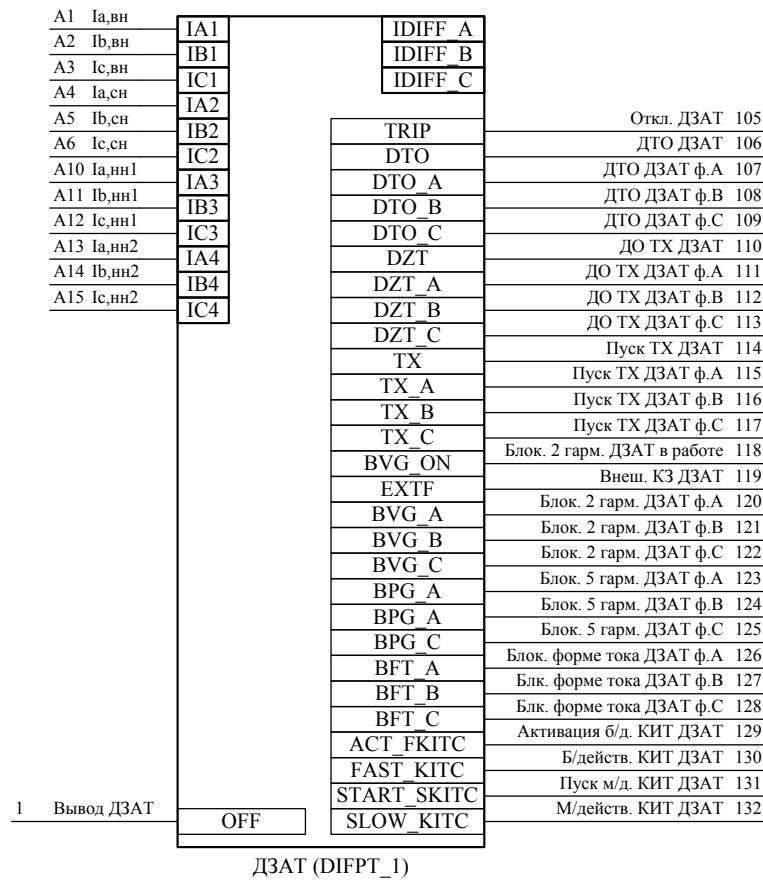 A1 Ia,вн IA1 IDIFF_A
A2 Ib,вн IB1 IDIFF_B
A3 Ic,вн IC1 IDIFF_C
A4 Ia,сн IA2
A5 Ib,сн IB2 TRIP Откл. ДЗАТ 105
A6 Ic,сн IC2 DTO ДТО ДЗАТ 106
A10 Ia,нн1 IA3 DTO_A ДТО ДЗАТ ф.А 107
A11 Ib,нн1 IB3 DTO_B ДТО ДЗАТ ф.В 108
A12 Ic,нн1 IC3 DTO_C ДТО ДЗАТ ф.С 109
A13 Ia,нн2 IA4 DZT ДО ТХ ДЗАТ 110
A14 Ib,нн2 IB4 DZT_A ДО ТХ ДЗАТ ф.А 111
A15 Ic,нн2 IC4 DZT_B ДО ТХ ДЗАТ ф.В 112
DZT_C ДО ТХ ДЗАТ ф.С 113
TX Пуск ТХ ДЗАТ 114
TX_A Пуск ТХ ДЗАТ ф.А 115
TX_B Пуск ТХ ДЗАТ ф.В 116
TX_C Пуск ТХ ДЗАТ ф.С 117
BVG_ON Блок. 2 гарм. ДЗАТ в работе 118
EXTF Внеш. КЗ ДЗАТ 119
BVG_A Блок. 2 гарм. ДЗАТ ф.А 120
BVG_B Блок. 2 гарм. ДЗАТ ф.В 121
BVG_C Блок. 2 гарм. ДЗАТ ф.С 122
BPG_A Блок. 5 гарм. ДЗАТ ф.А 123
BPG_A Блок. 5 гарм. ДЗАТ ф.В 124
BPG_C Блок. 5 гарм. ДЗАТ ф.С 125
BFT_A Блок. форме тока ДЗАТ ф.А 126
BFT_B Блк. форме тока ДЗАТ ф.В 127
BFT_C Блк. форме тока ДЗАТ ф.С 128
ACT_FKITC Активация б/д. КИТ ДЗАТ 129
FAST_KITC Б/действ. КИТ ДЗАТ 130
START_SKITC Пуск м/д. КИТ ДЗАТ 131
1 Вывод ДЗАТ OFF SLOW_KITC М/действ. КИТ ДЗАТ 132
ДЗАТ (DIFPT_1)